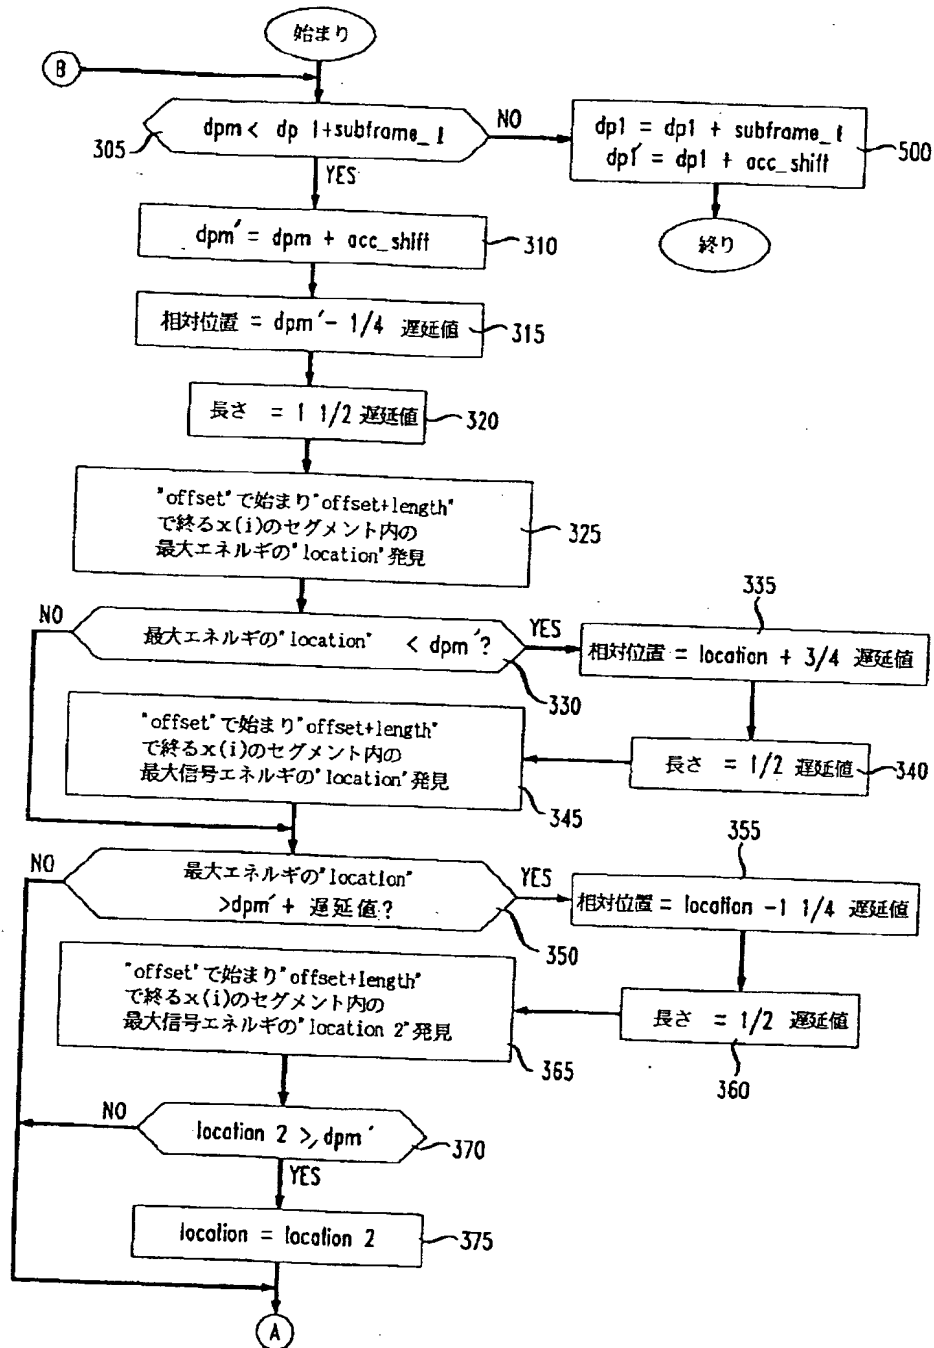 始まり
B
dpm < dp 1+subframe_l
305
NO
YES
dp1 = dp1 + subframe_l
dp1′ = dp1 + acc_shift
500
終り
dpm′ = dpm + acc_shift
310
相対位置 = dpm′- 1/4 遅延値
315
長さ = 1 1/2 遅延値
320
"offset"で始まり"offset+length"
で終るx(i)のセグメント内の
最大エネルギの"location"発見
325
NO
最大エネルギの"location" < dpm′?
YES
330
335
相対位置 = location + 3/4 遅延値
長さ = 1/2 遅延値
340
"offset"で始まり"offset+length"
で終るx(i)のセグメント内の
最大信号エネルギの"location"発見
345
NO
最大エネルギの"location"
>dpm′+ 遅延値?
YES
350
355
相対位置 = location -1 1/4 遅延値
長さ = 1/2 遅延値
360
"offset"で始まり"offset+length"
で終るx(i)のセグメント内の
最大信号エネルギの"location 2"発見
365
NO
location 2 ≥ dpm′
370
YES
location = location 2
375
A